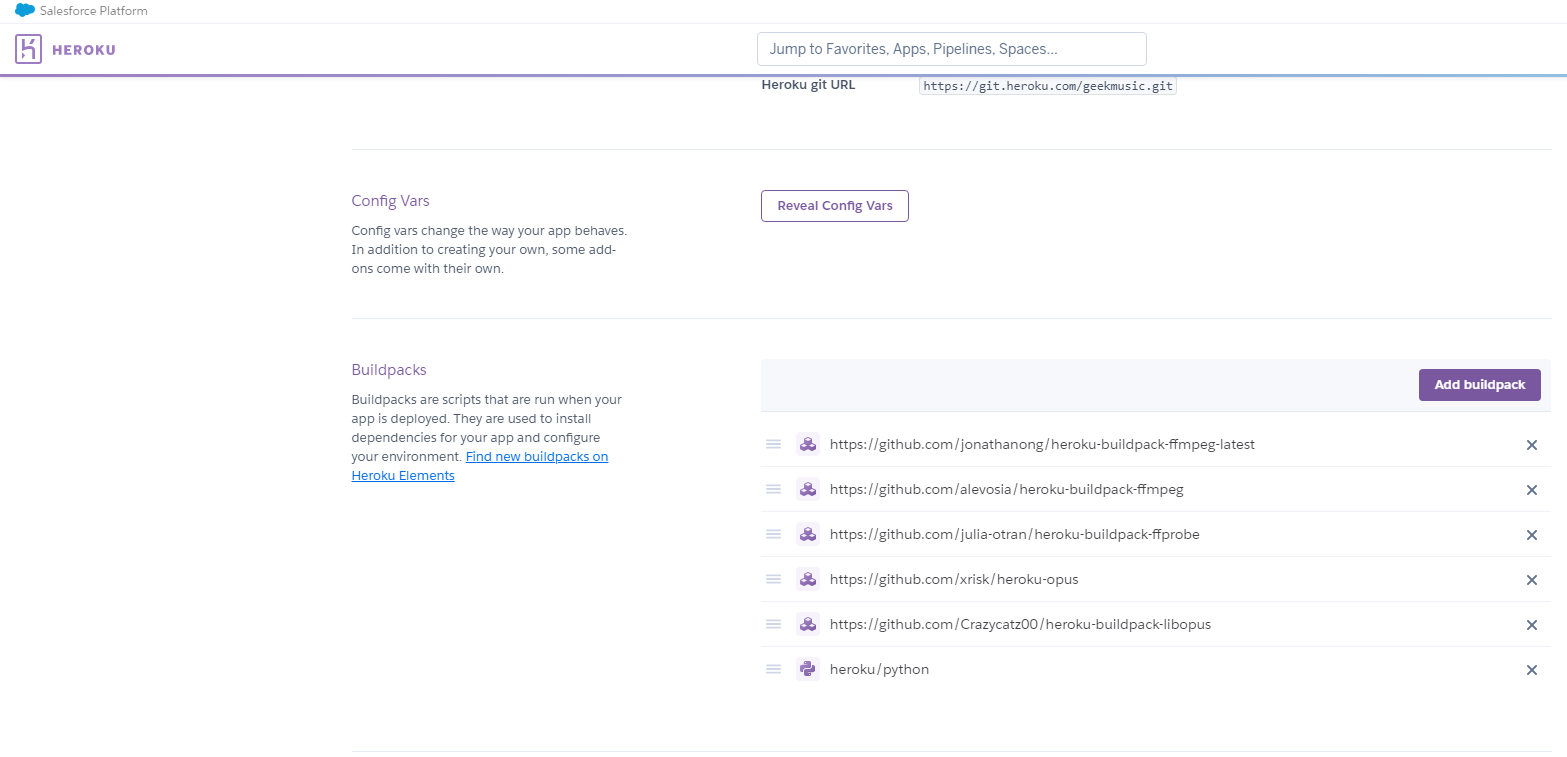 Salesforce Platform
HEROKU
Jump to Favorites, Apps, Pipelines, Spaces...
Heroku git URL
https://git.heroku.com/geekmusic.git
Config Vars
Config vars change the way your app behaves.
In addition to creating your own, some add-
ons come with their own.
Reveal Config Vars
Buildpacks
Buildpacks are scripts that are run when your
app is deployed. They are used to install
dependencies for your app and configure
your environment. Find new buildpacks on
Heroku Elements
Add buildpack
https://github.com/jonathanong/heroku-buildpack-ffmpeg-latest
https://github.com/alevosia/heroku-buildpack-ffmpeg
https://github.com/julia-otran/heroku-buildpack-ffprobe
https://github.com/xrisk/heroku-opus
https://github.com/Crazycatz00/heroku-buildpack-libopus
heroku/python